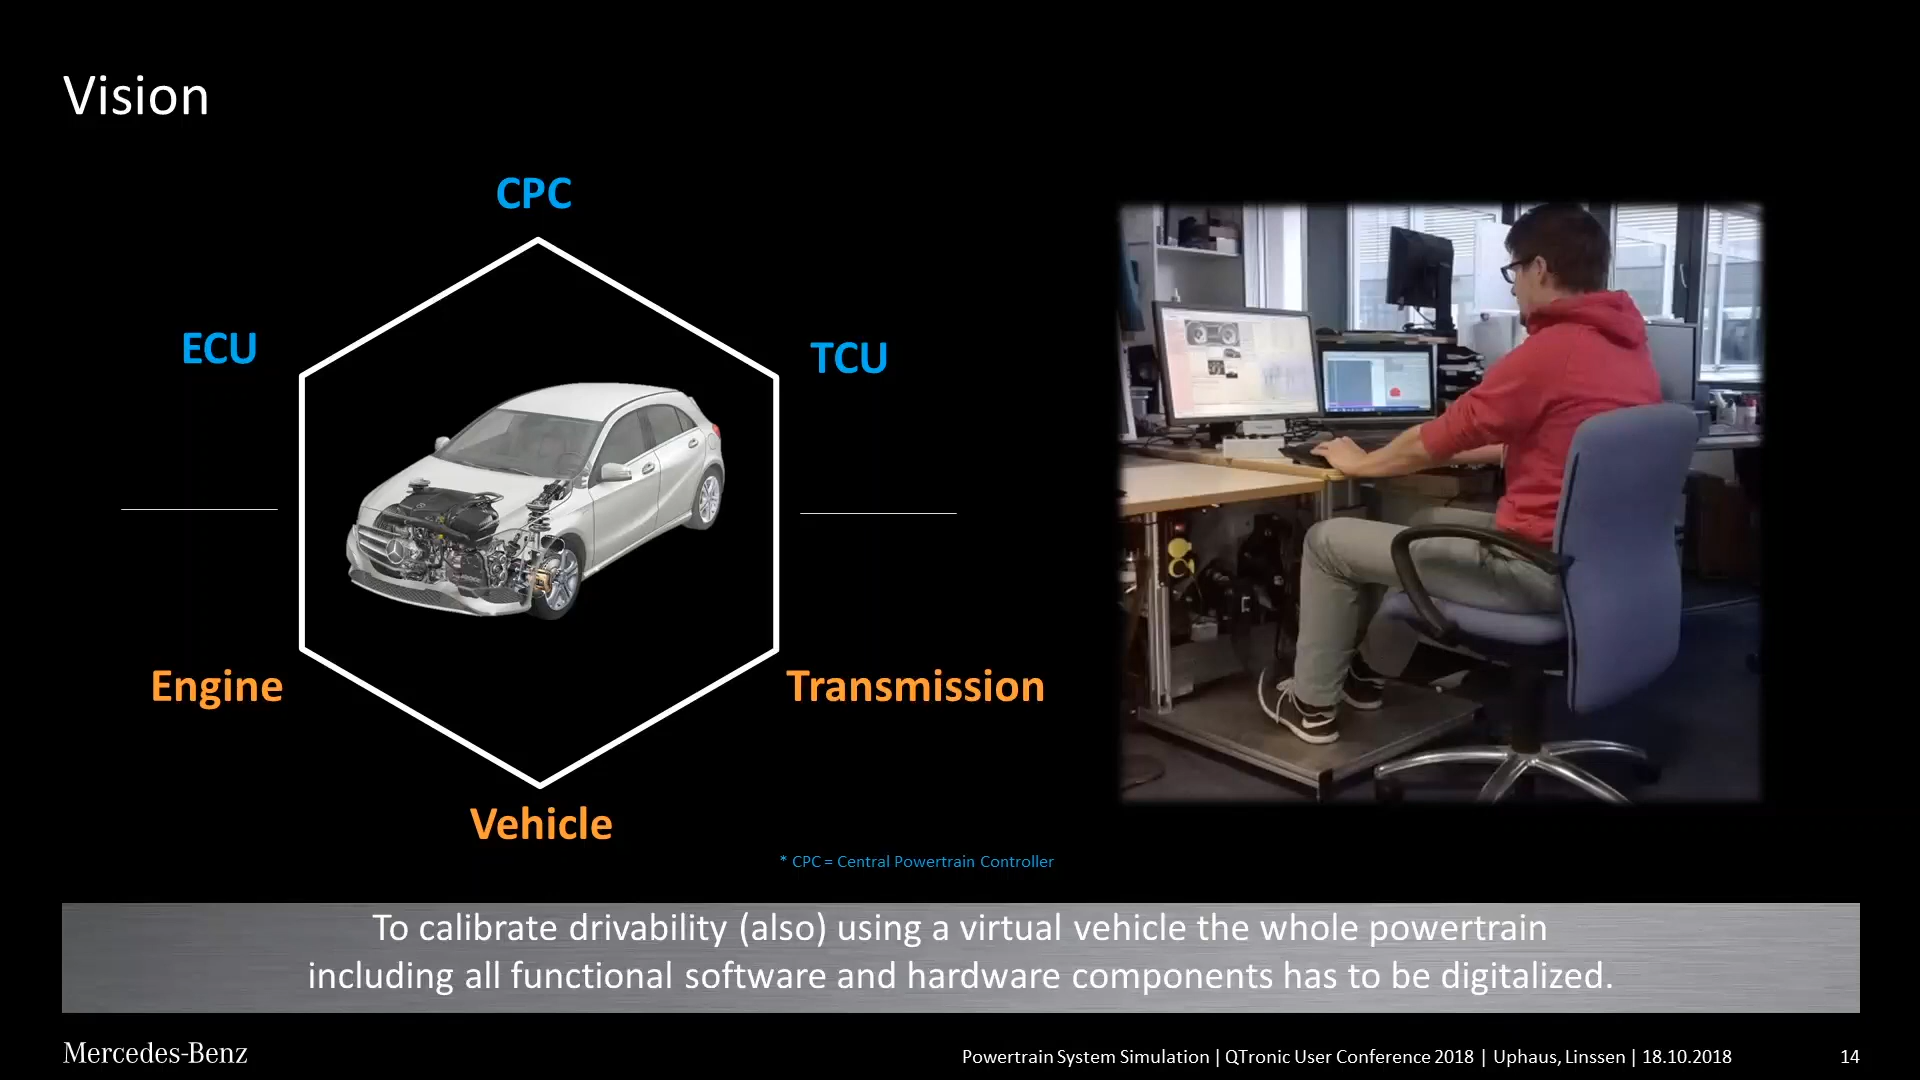 Vision
CPC
ECU
TCU
Engine
Transmission
Vehicle
* CPC = Central Powertrain Controller
To calibrate drivability (also) using a virtual vehicle the whole powertrain
including all functional software and hardware components has to be digitalized.
Mercedes-Benz
Powertrain System Simulation | QTronic User Conference 2018 | Uphaus, Linssen | 18.10.2018
14